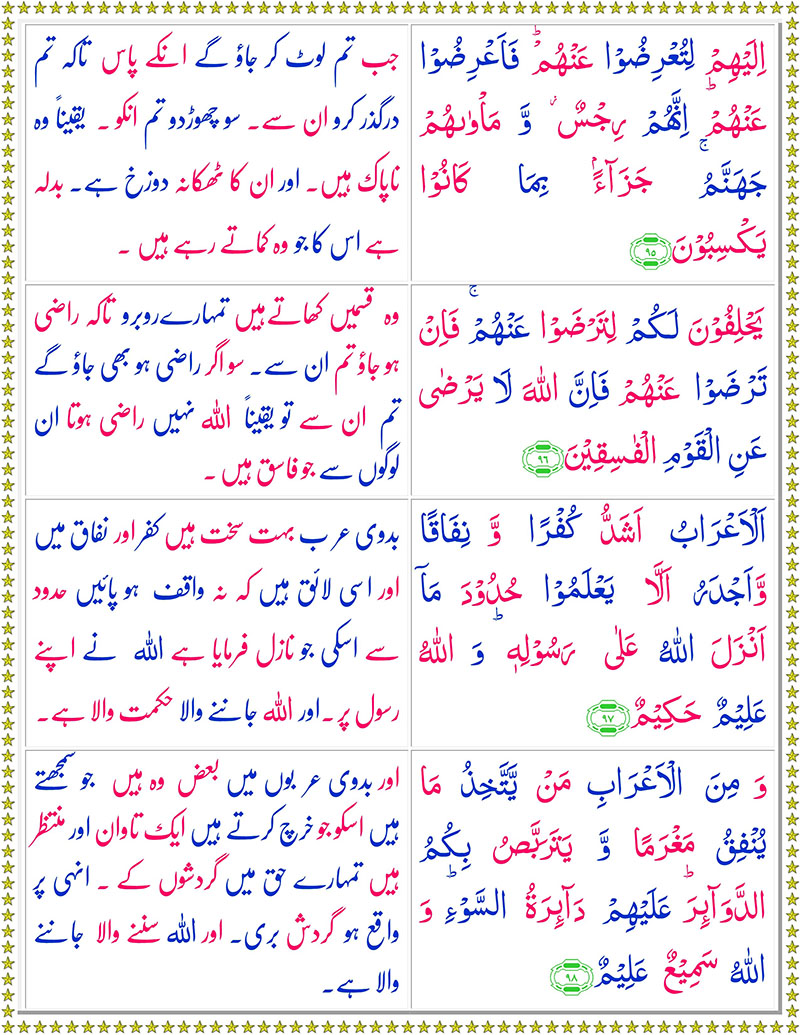 اِلَيۡهِمۡ لِتُعۡرِضُوۡا عَنۡهُمۡ‌ؕ فَاَعۡرِضُوۡا
عَنۡهُمۡ‌ؕ اِنَّهُمۡ رِجۡسٌ‌ۙ وَّ مَاۡوٰٮهُمۡ
جَهَـنَّمُ‌ۚ جَزَآءًۢ بِمَا كَانُوۡا
يَكۡسِبُوۡنَ ۹۵
جب تم لوٹ کر جاؤ گے انکے پاس تاکہ تم
درگذر کرو ان سے۔ سو چھوڑ دو تم انکو۔ یقیناً وہ
ناپاک ہیں۔ اور ان کا ٹھکانہ دوزخ ہے۔ بدلہ
ہے اس کا جو وہ کماتے رہے ہیں۔
يَحۡلِفُوۡنَ لَـكُمۡ لِتَرۡضَوۡا عَنۡهُمۡ‌ۚ فَاِنۡ
تَرۡضَوۡا عَنۡهُمۡ فَاِنَّ اللّٰهَ لَا يَرۡضٰى
عَنِ الۡقَوۡمِ الۡفٰسِقِيۡنَ ۹۶
وہ قسمیں کھاتے ہیں تمہارے روبرو تاکہ راضی
ہو جاؤ تم ان سے۔ سو اگر راضی ہو بھی جاؤ گے
تم ان سے تو یقیناً اللہ نہیں راضی ہوتا ان
لوگوں سے جو فاسق ہیں۔
اَلۡاَعۡرَابُ اَشَدُّ كُفۡرًا وَّ نِفَاقًا
وَّاَجۡدَرُ اَلَّا يَعۡلَمُوۡا حُدُوۡدَ مَاۤ
اَنۡزَلَ اللّٰهُ عَلٰى رَسُوۡلِهٖ‌ؕ وَ اللّٰهُ
عَلِيۡمٌ حَكِيۡمٌ ۹۷
بدوی عرب بہت سخت ہیں کفر اور نفاق میں
اور اسی لائق ہیں کہ نہ واقف ہو پائیں حدود
سے اسکی جو نازل فرمایا ہے اللہ نے اپنے
رسول پر۔ اور اللہ جاننے والا حکمت والا ہے۔
وَ مِنَ الۡاَعۡرَابِ مَنۡ يَّتَّخِذُ مَا
يُنۡفِقُ مَغۡرَمًا وَّ يَتَرَبَّصُ بِكُمُ
الدَّوَآئِرَ‌ؕ عَلَيۡهِمۡ دَآئِرَةُ السَّوۡءِ‌ؕ وَ
اللّٰهُ سَمِيۡعٌ عَلِيۡمٌ ۹۸
اور بدوی عربوں میں بعض وہ ہیں جو سمجھتے
ہیں اسکو جو خرچ کرتے ہیں ایک تاوان اور منتظر
ہیں تمہارے حق میں گردشوں کے۔ انہی پر
واقع ہو گردش بری۔ اور اللہ سننے والا جاننے
والا ہے۔